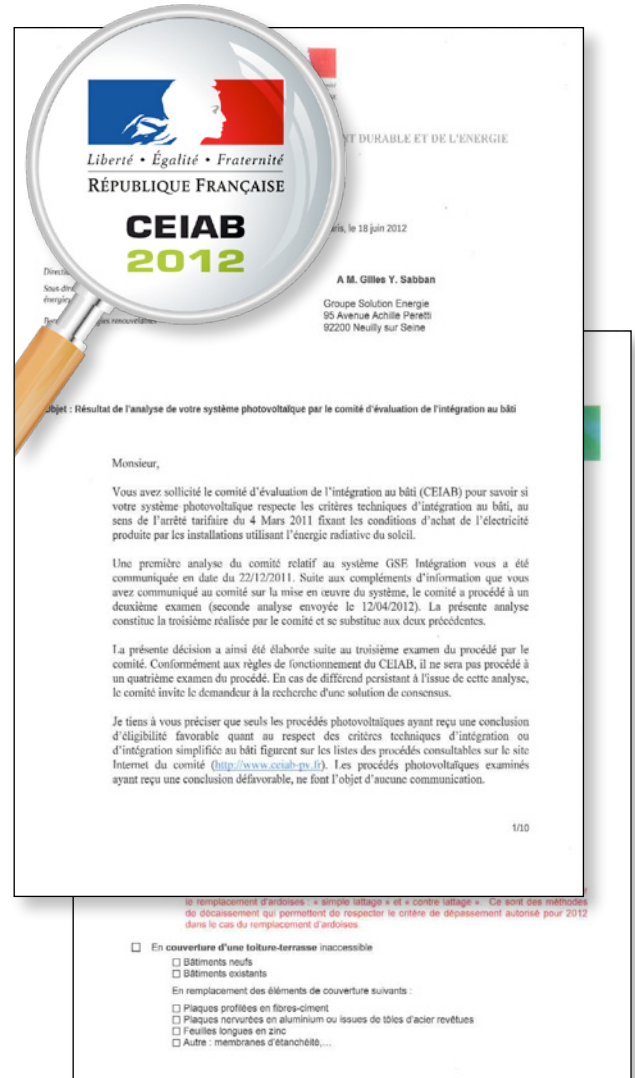 Liberté • Égalité • Fraternité
RÉPUBLIQUE FRANÇAISE
CEIAB
2012
NT DURABLE ET DE L'ENERGIE
ris, le 18 juin 2012
Directi
Sous-dire
énergies
A M. Gilles Y. Sabban
Groupe Solution Energie
95 Avenue Achille Peretti
92200 Neuilly sur Seine
Objet : Résultat de l'analyse de votre système photovoltaïque par le comité d'évaluation de l'intégration au bâti
Monsieur,
Vous avez sollicité le comité d'évaluation de l'intégration au bâti (CEIAB) pour savoir si
votre système photovoltaïque respecte les critères techniques d'intégration au bâti, au
sens de l'arrêté tarifaire du 4 Mars 2011 fixant les conditions d'achat de l'électricité
produite par les installations utilisant l'énergie radiative du soleil.
Une première analyse du comité relatif au système GSE Intégration vous a été
communiquée en date du 22/12/2011. Suite aux compléments d'information que vous
avez communiqué au comité sur la mise en œuvre du système, le comité a procédé à un
deuxième examen (seconde analyse envoyée le 12/04/2012). La présente analyse
constitue la troisième réalisée par le comité et se substitue aux deux précédentes.
La présente décision a ainsi été élaborée suite au troisième examen du procédé par le
comité. Conformément aux règles de fonctionnement du CEIAB, il ne sera pas procédé à
un quatrième examen du procédé. En cas de différend persistant à l'issue de cette analyse,
le comité invite le demandeur à la recherche d'une solution de consensus.
Je tiens à vous préciser que seuls les procédés photovoltaïques ayant reçu une conclusion
d'éligibilité favorable quant au respect des critères techniques d'intégration ou
d'intégration simplifiée au bâti figurent sur les listes des procédés consultables sur le site
Internet du comité (http://www.ceiab-pv.fr). Les procédés photovoltaïques examinés
ayant reçu une conclusion défavorable, ne font l'objet d'aucune communication.
1/10
le remplacement d'ardoises : « simple lattage » et « contre lattage ». Ce sont des méthodes
de décaissement qui permettent de respecter le critère de dépassement autorisé pour 2012
dans le cas du remplacement d'ardoises
En couverture d'une toiture-terrasse inaccessible
Bâtiments neufs
Bâtiments existants
En remplacement des éléments de couverture suivants :
Plaques profilées en fibres-ciment
Plaques nervurées en aluminium ou issues de tôles d'acier revêtues
Feuilles longues en zinc
Autre : membranes d'étanchéité,...